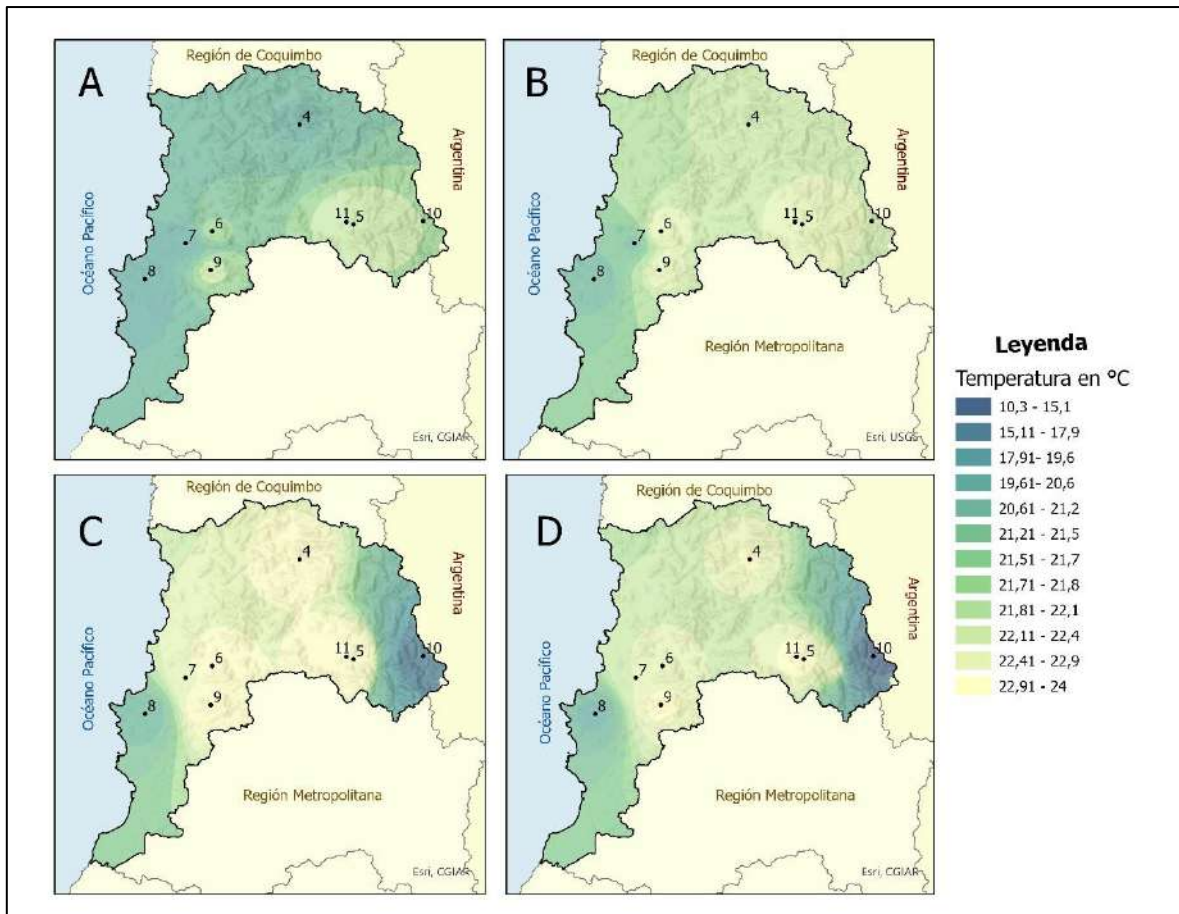 Región de Coquimbo
A
4
Argentina
Océano Pacífico
6
7
11
5
10
9
8
Esri, CGIAR
Región de Coquimbo
B
4
Argentina
Océano Pacífico
6
7
11
5
10
9
8
Región Metropolitana
Esri, USGS
Región de Coquimbo
C
4
Argentina
Océano Pacífico
6
7
11
5
10
9
8
Región Metropolitana
Esri, CGIAR
Región de Coquimbo
D
4
Argentina
Océano Pacífico
6
7
11
5
10
9
8
Región Metropolitana
Esri, CGIAR
Leyenda
Temperatura en °C
10,3 - 15,1
15,11 - 17,9
17,91- 19,6
19,61- 20,6
20,61 - 21,2
21,21 - 21,5
21,51 - 21,7
21,71 - 21,8
21,81 - 22,1
22,11 - 22,4
22,41 - 22,9
22,91 - 24